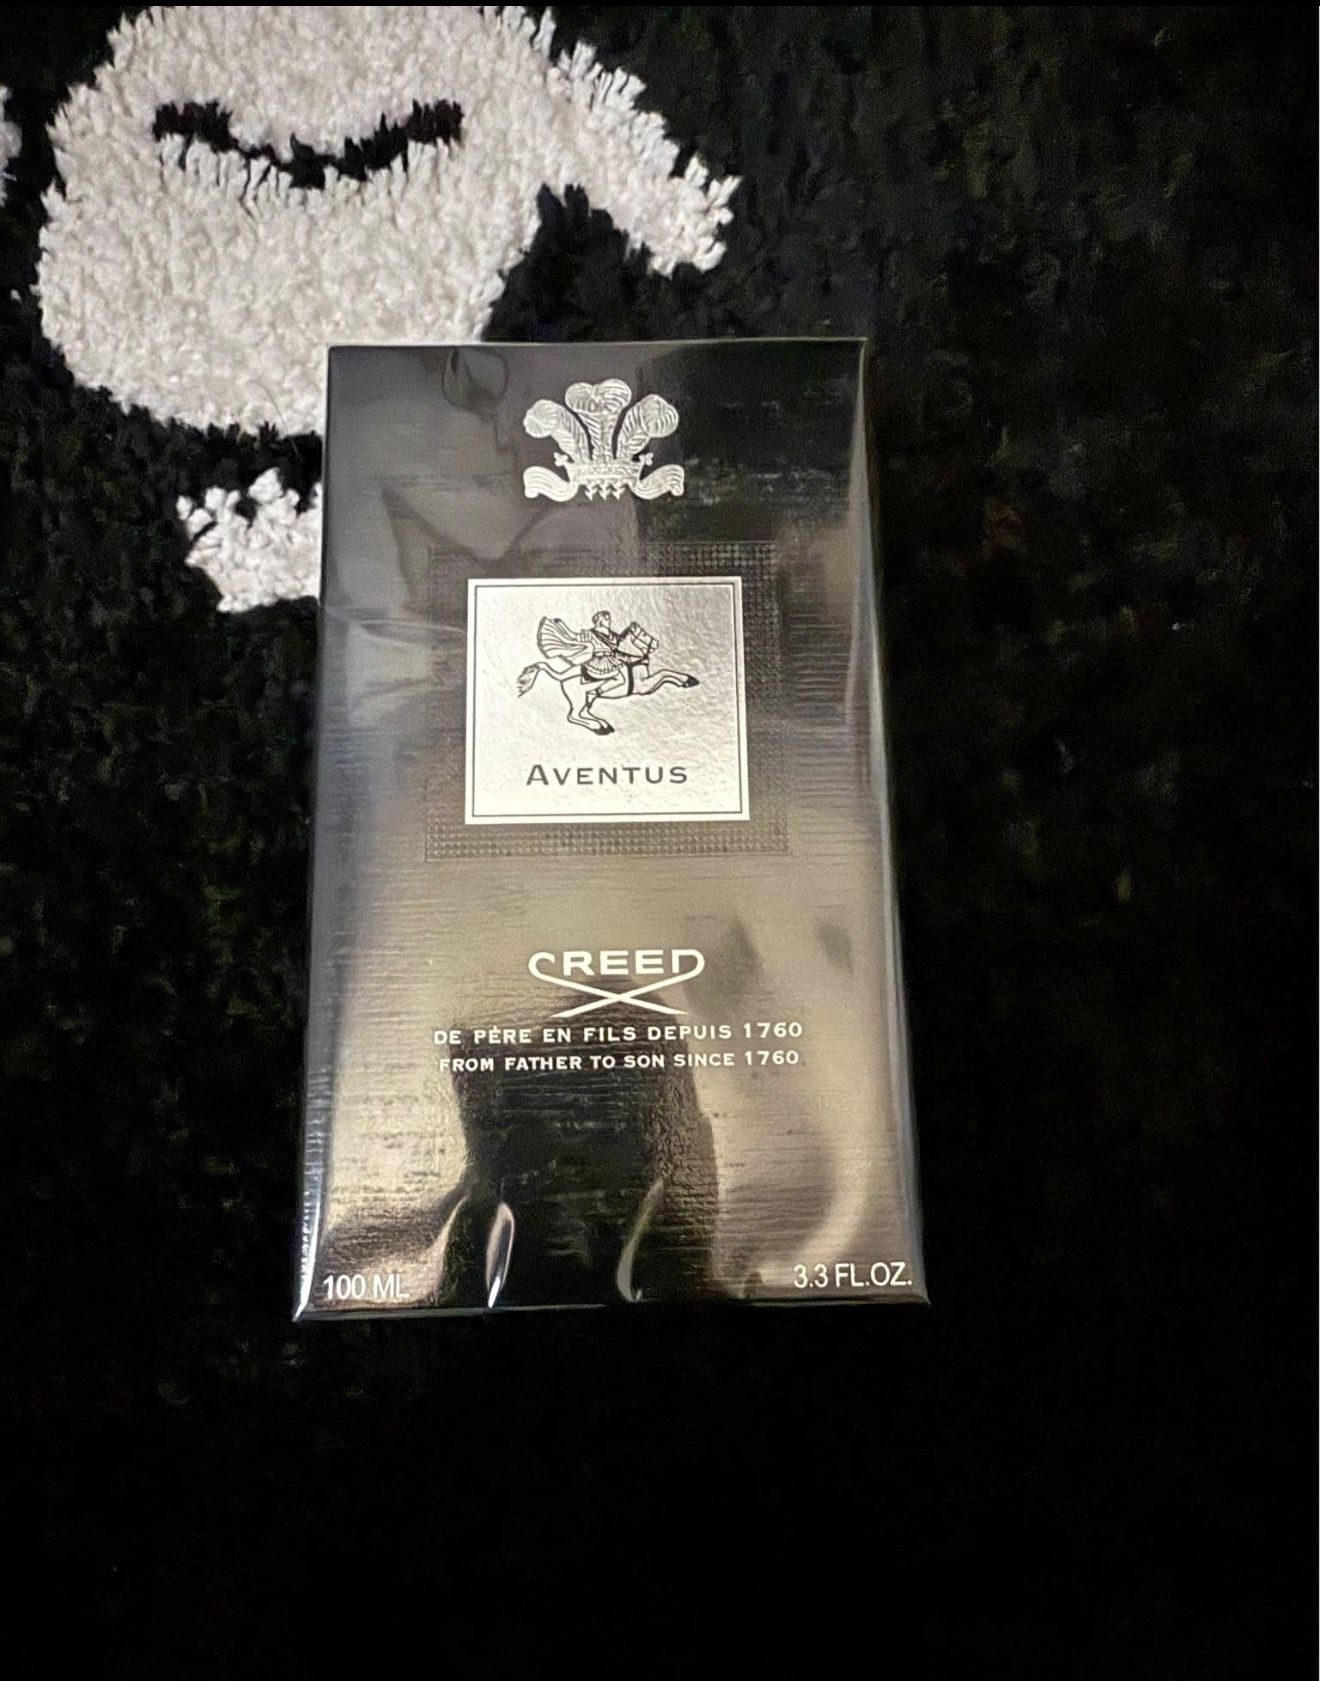 AVENTUS
CREED
DE PÈRE EN FILS DEPUIS 1760
FROM FATHER TO SON SINCE 1760
100 ML
3.3 FL.OZ.